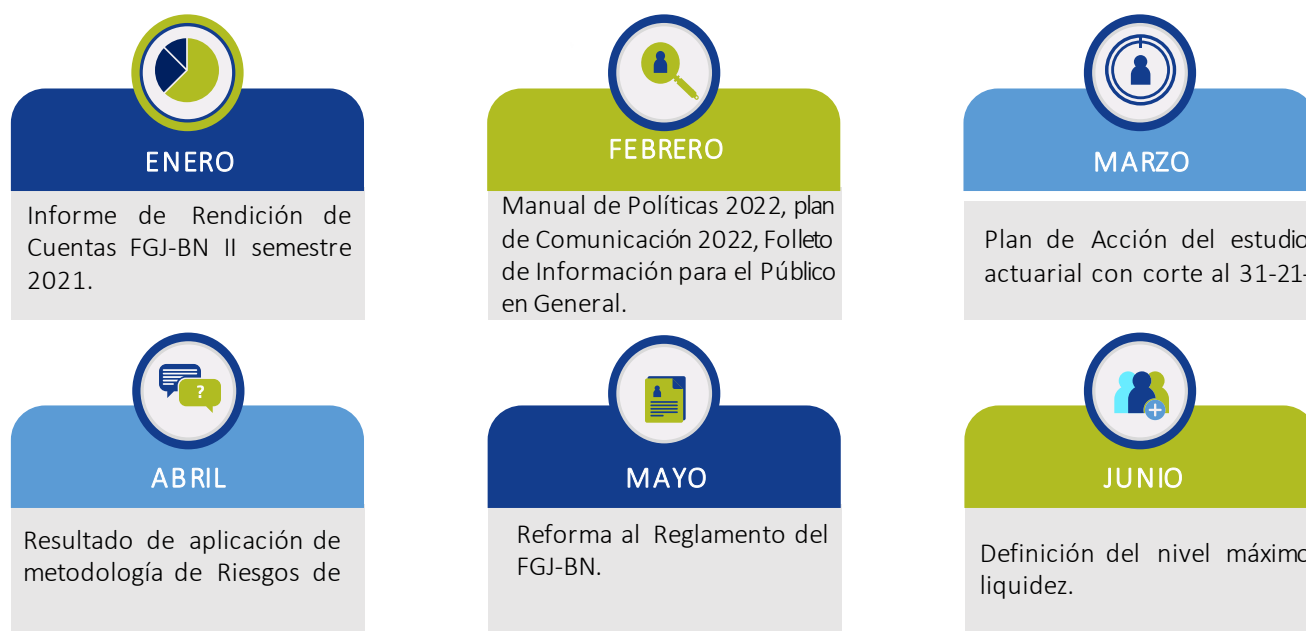 ENERO
Informe de Rendición de
Cuentas FGJ-BN II semestre
2021.
FEBRERO
Manual de Políticas 2022, plan
de Comunicación 2022, Folleto
de Información para el Público
en General.
MARZO
Plan de Acción del estudio
actuarial con corte al 31-21-
ABRIL
Resultado de aplicación de
metodología de Riesgos de
?
MAYO
Reforma al Reglamento del
FGJ-BN.
JUNIO
Definición del nivel máximo
liquidez.